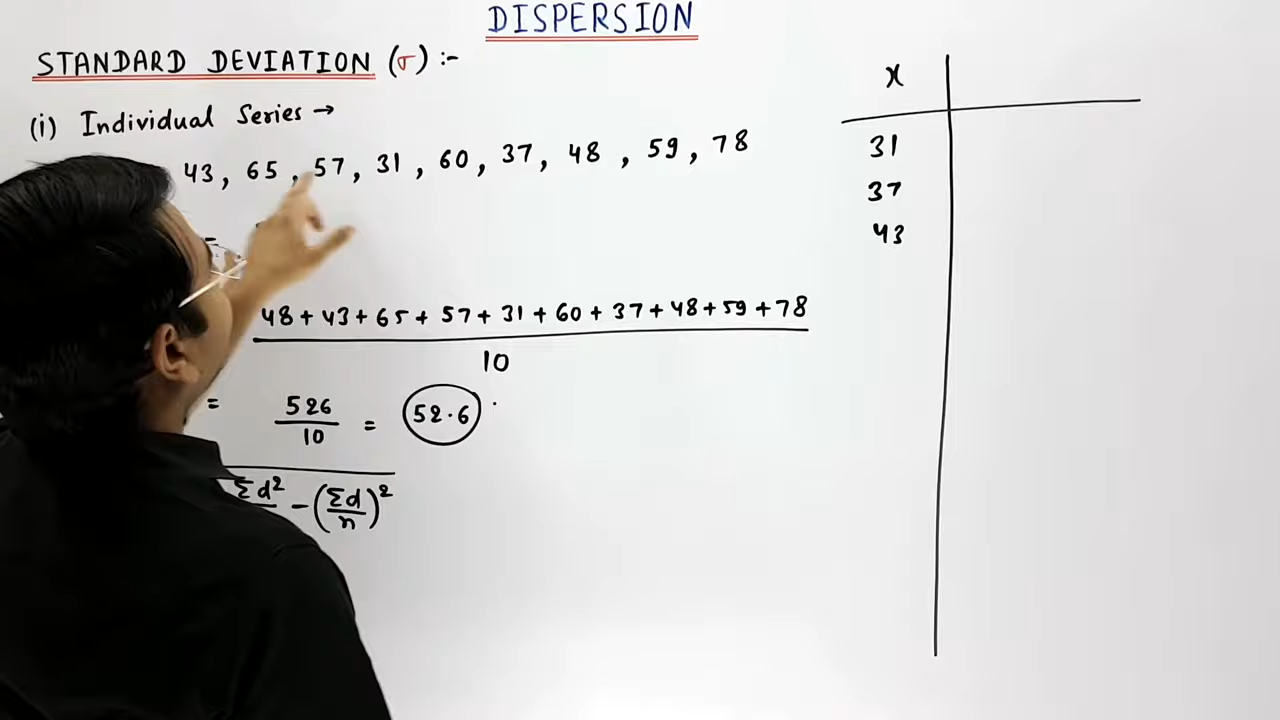 DISPERSION
STANDARD DEVIATION (σ) :-
(i) Individual Series →
43, 65, 57, 31, 60, 37, 48, 59, 78
=
48 + 43 + 65 + 57 + 31 + 60 + 37 + 48 + 59 + 78
10
= 526 = 52.6
10
Σd² - (Σd)²
n
x
31
37
43